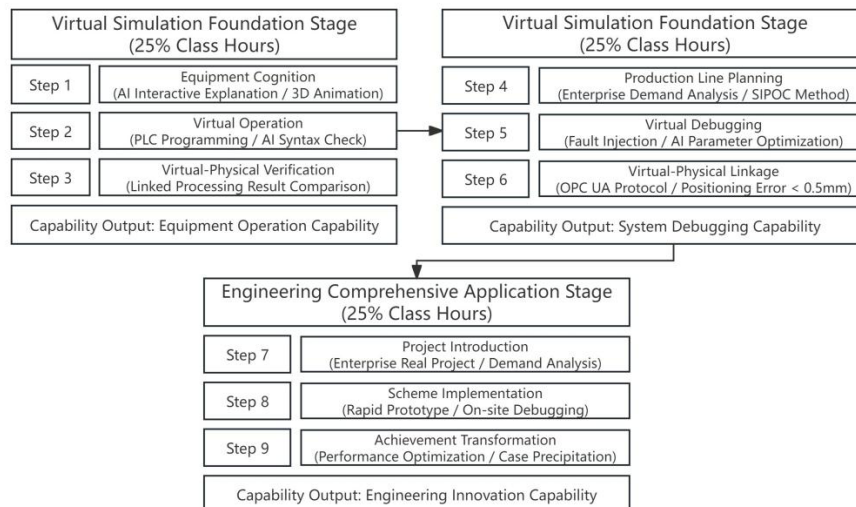 Virtual Simulation Foundation Stage
(25% Class Hours)
Step 1
Equipment Cognition
(AI Interactive Explanation / 3D Animation)
Step 2
Virtual Operation
(PLC Programming / AI Syntax Check)
Step 3
Virtual-Physical Verification
(Linked Processing Result Comparison)
Capability Output: Equipment Operation Capability
Virtual Simulation Foundation Stage
(25% Class Hours)
Step 4
Production Line Planning
(Enterprise Demand Analysis / SIPOC Method)
Step 5
Virtual Debugging
(Fault Injection / AI Parameter Optimization)
Step 6
Virtual-Physical Linkage
(OPC UA Protocol / Positioning Error < 0.5mm)
Capability Output: System Debugging Capability
Engineering Comprehensive Application Stage
(25% Class Hours)
Step 7
Project Introduction
(Enterprise Real Project / Demand Analysis)
Step 8
Scheme Implementation
(Rapid Prototype / On-site Debugging)
Step 9
Achievement Transformation
(Performance Optimization / Case Precipitation)
Capability Output: Engineering Innovation Capability